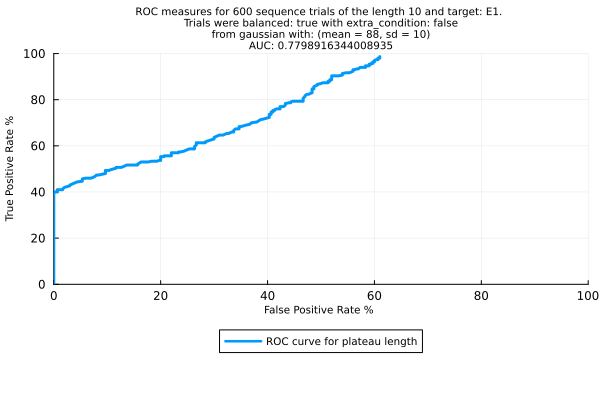 ROC measures for 600 sequence trials of the length 10 and target: E1.
Trials were balanced: true with extra_condition: false
from gaussian with: (mean = 88, sd = 10)
AUC: 0.7798916344008935
100
80
60
40
20
0
True Positive Rate %
0 20 40 60 80 100
False Positive Rate %
ROC curve for plateau length